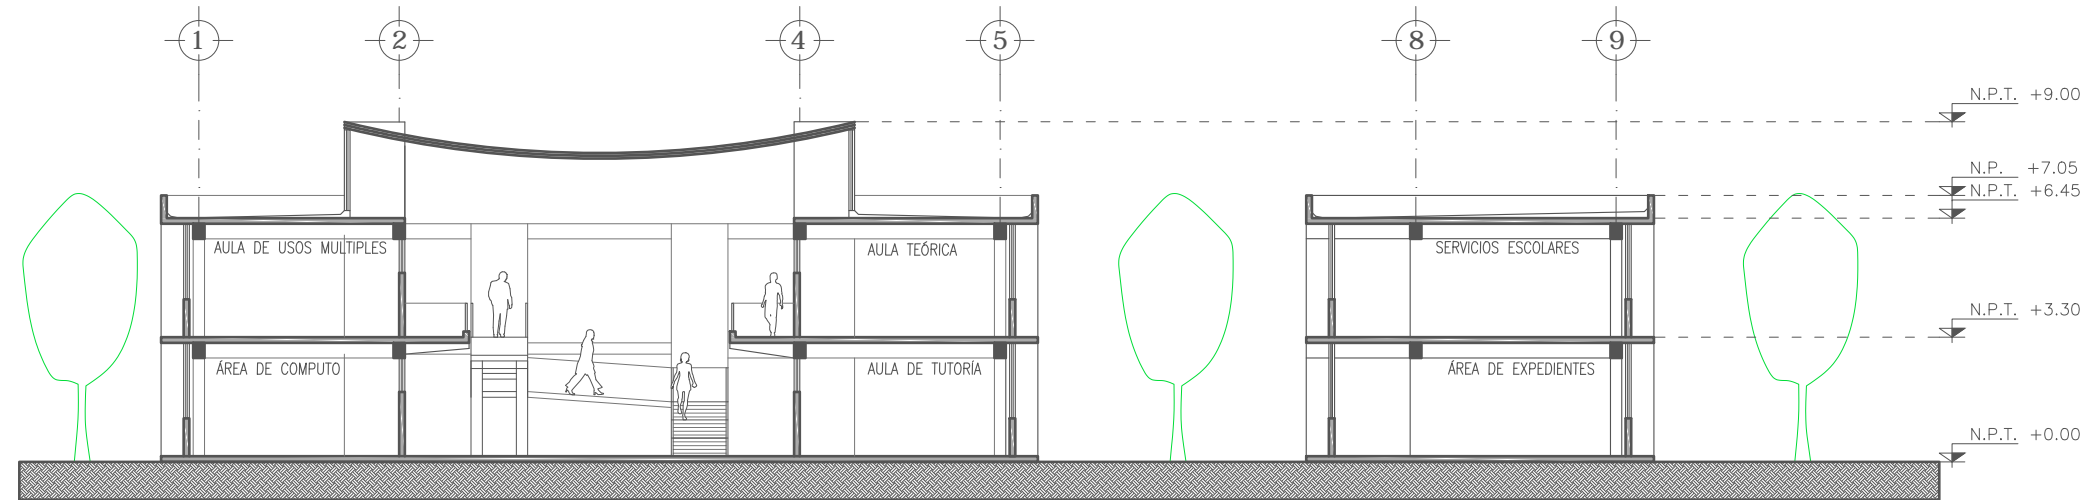 1
2
4
5
8
9
N.P.T. +9.00
N.P. +7.05
N.P.T. +6.45
AULA DE USOS MULTIPLES
AULA TEÓRICA
SERVICIOS ESCOLARES
N.P.T. +3.30
ÁREA DE COMPUTO
AULA DE TUTORÍA
ÁREA DE EXPEDIENTES
N.P.T. +0.00